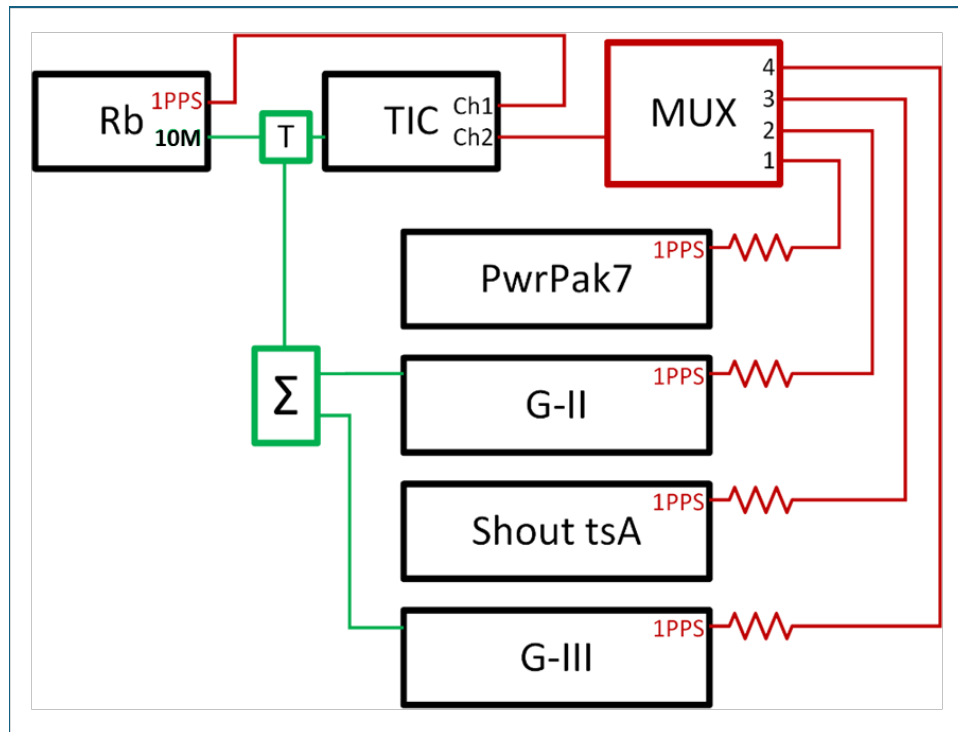 Rb
1PPS
10M
T
TIC
Ch1
Ch2
MUX
4
3
2
1
1PPS
PwrPak7
Σ
1PPS
G-II
1PPS
Shout tsA
1PPS
G-III